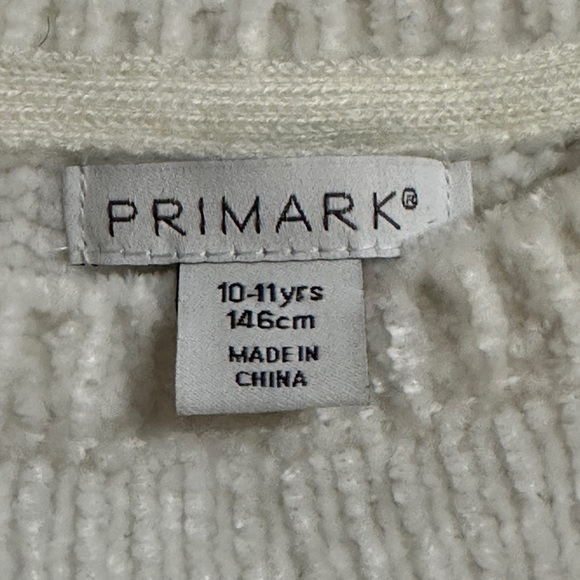 PRIMARK®
10-11yrs
146cm
MADE IN
CHINA